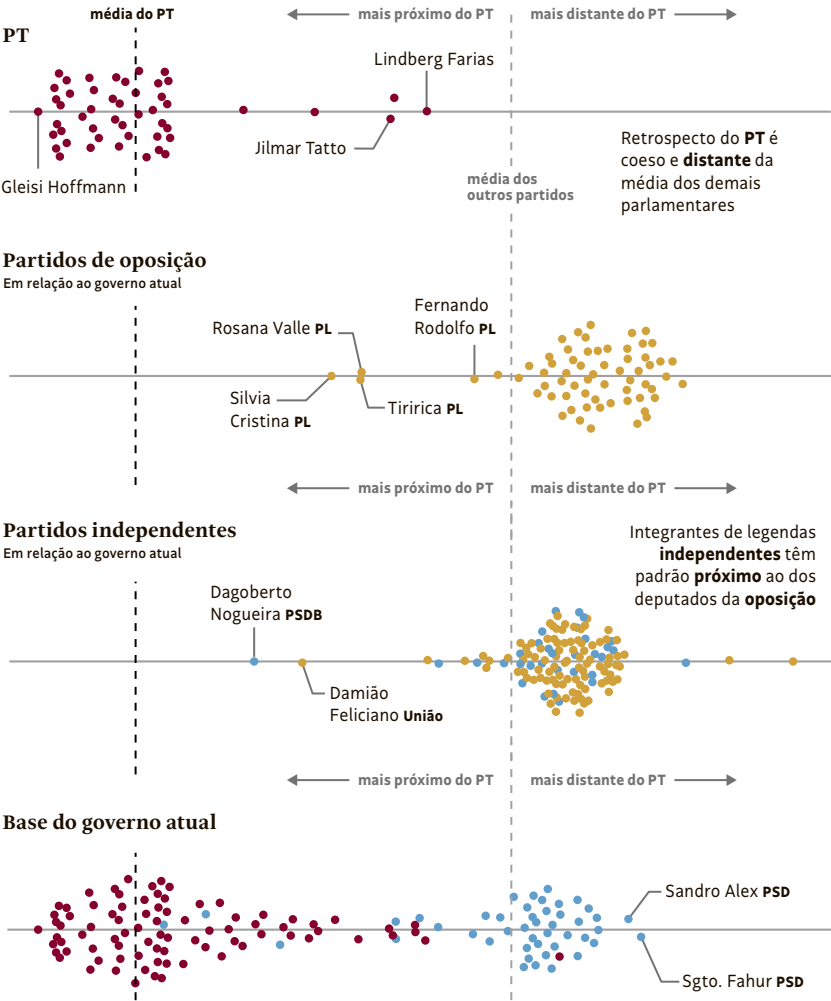 média do PT
mais próximo do PT
mais distante do PT
PT
Lindberg Farias
Jilmar Tatto
Gleisi Hoffmann
Retrospecto do PT é
coeso e distante da
média dos demais
parlamentares
média dos
outros partidos
Partidos de oposição
Em relação ao governo atual
Rosana Valle PL
Fernando
Rodolfo PL
Silvia
Cristina PL
Tiririca PL
mais próximo do PT
mais distante do PT
Partidos independentes
Em relação ao governo atual
Integrantes de legendas
independentes têm
padrão próximo ao dos
deputados da oposição
Dagoberto
Nogueira PSDB
Damião
Feliciano União
mais próximo do PT
mais distante do PT
Base do governo atual
Sandro Alex PSD
Sgto. Fahur PSD